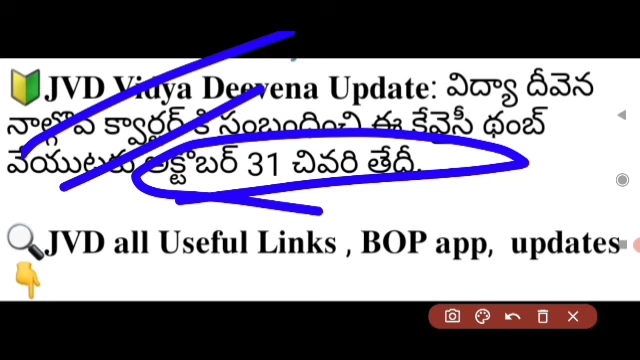 🔰JVD Vidya Deevena Update: విద్యా దీవెన
నాల్గొవ క్వార్టర్ కి సంబంధించి ఈ కేవైసీ థంబ్
వేయుటకు అక్టోబర్ 31 చివరి తేదీ.
🔍JVD all Useful Links , BOP app, updates
👇